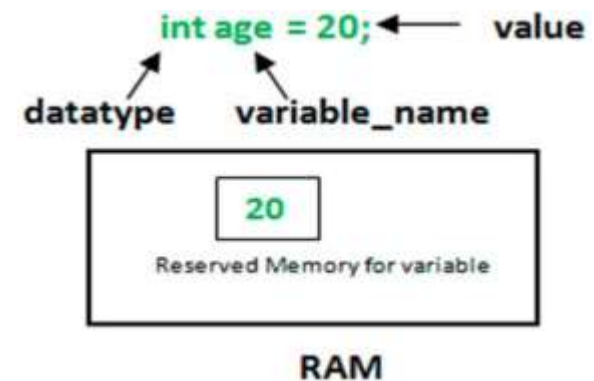 int age = 20; value
datatype variable_name
20
Reserved Memory for variable
RAM